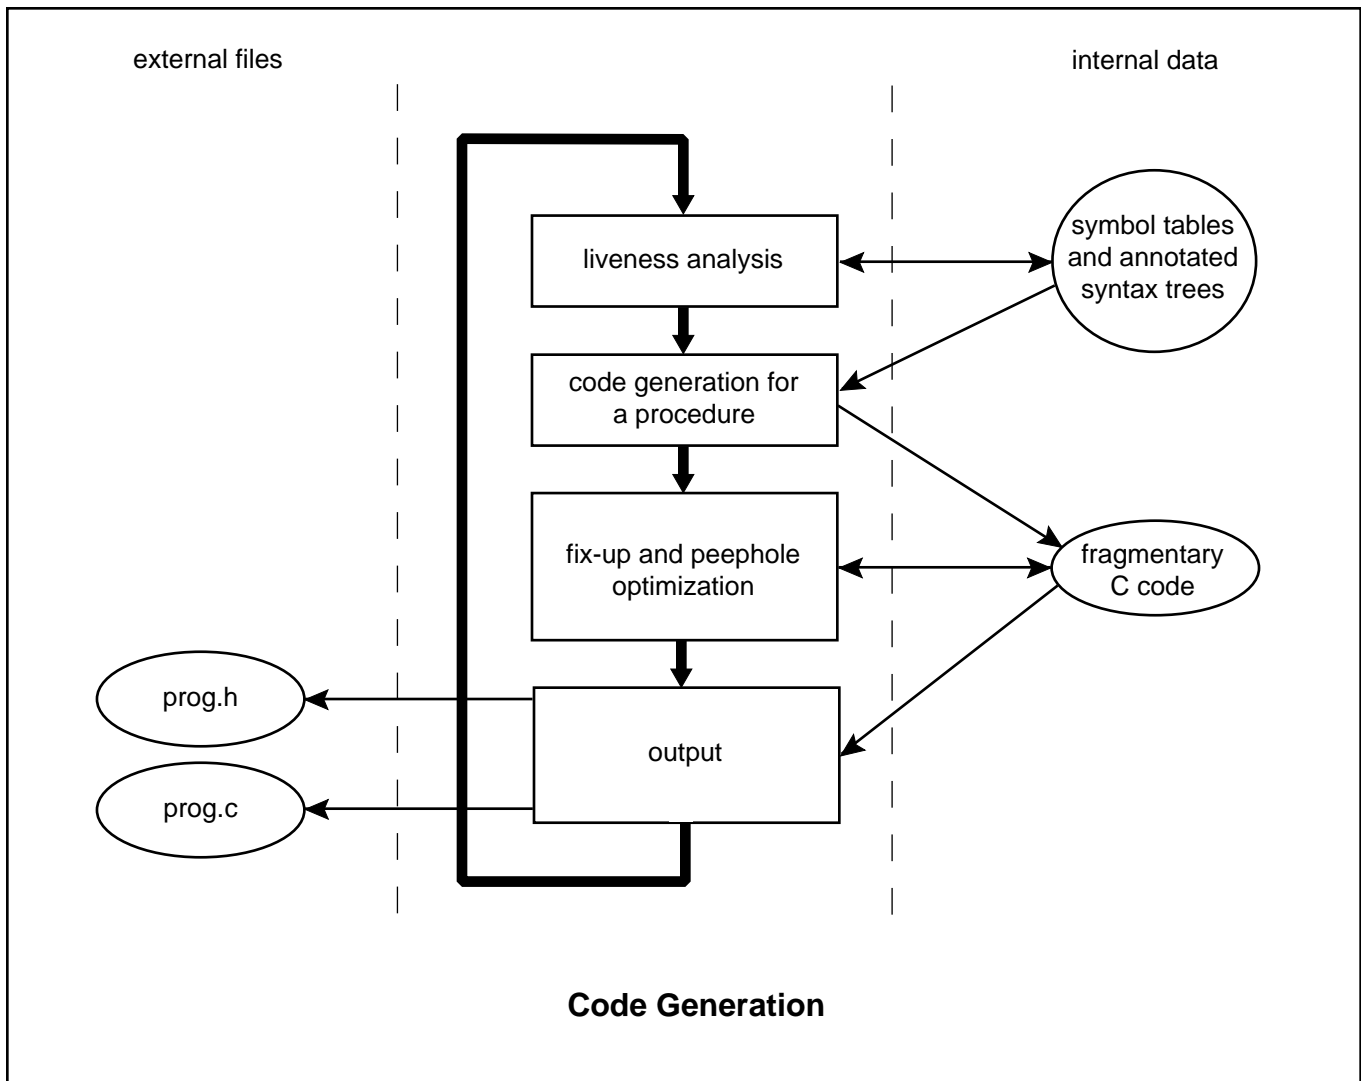 external files
internal data
liveness analysis
symbol tables
and annotated
syntax trees
code generation for
a procedure
fix-up and peephole
optimization
fragmentary
C code
prog.h
output
prog.c
Code Generation